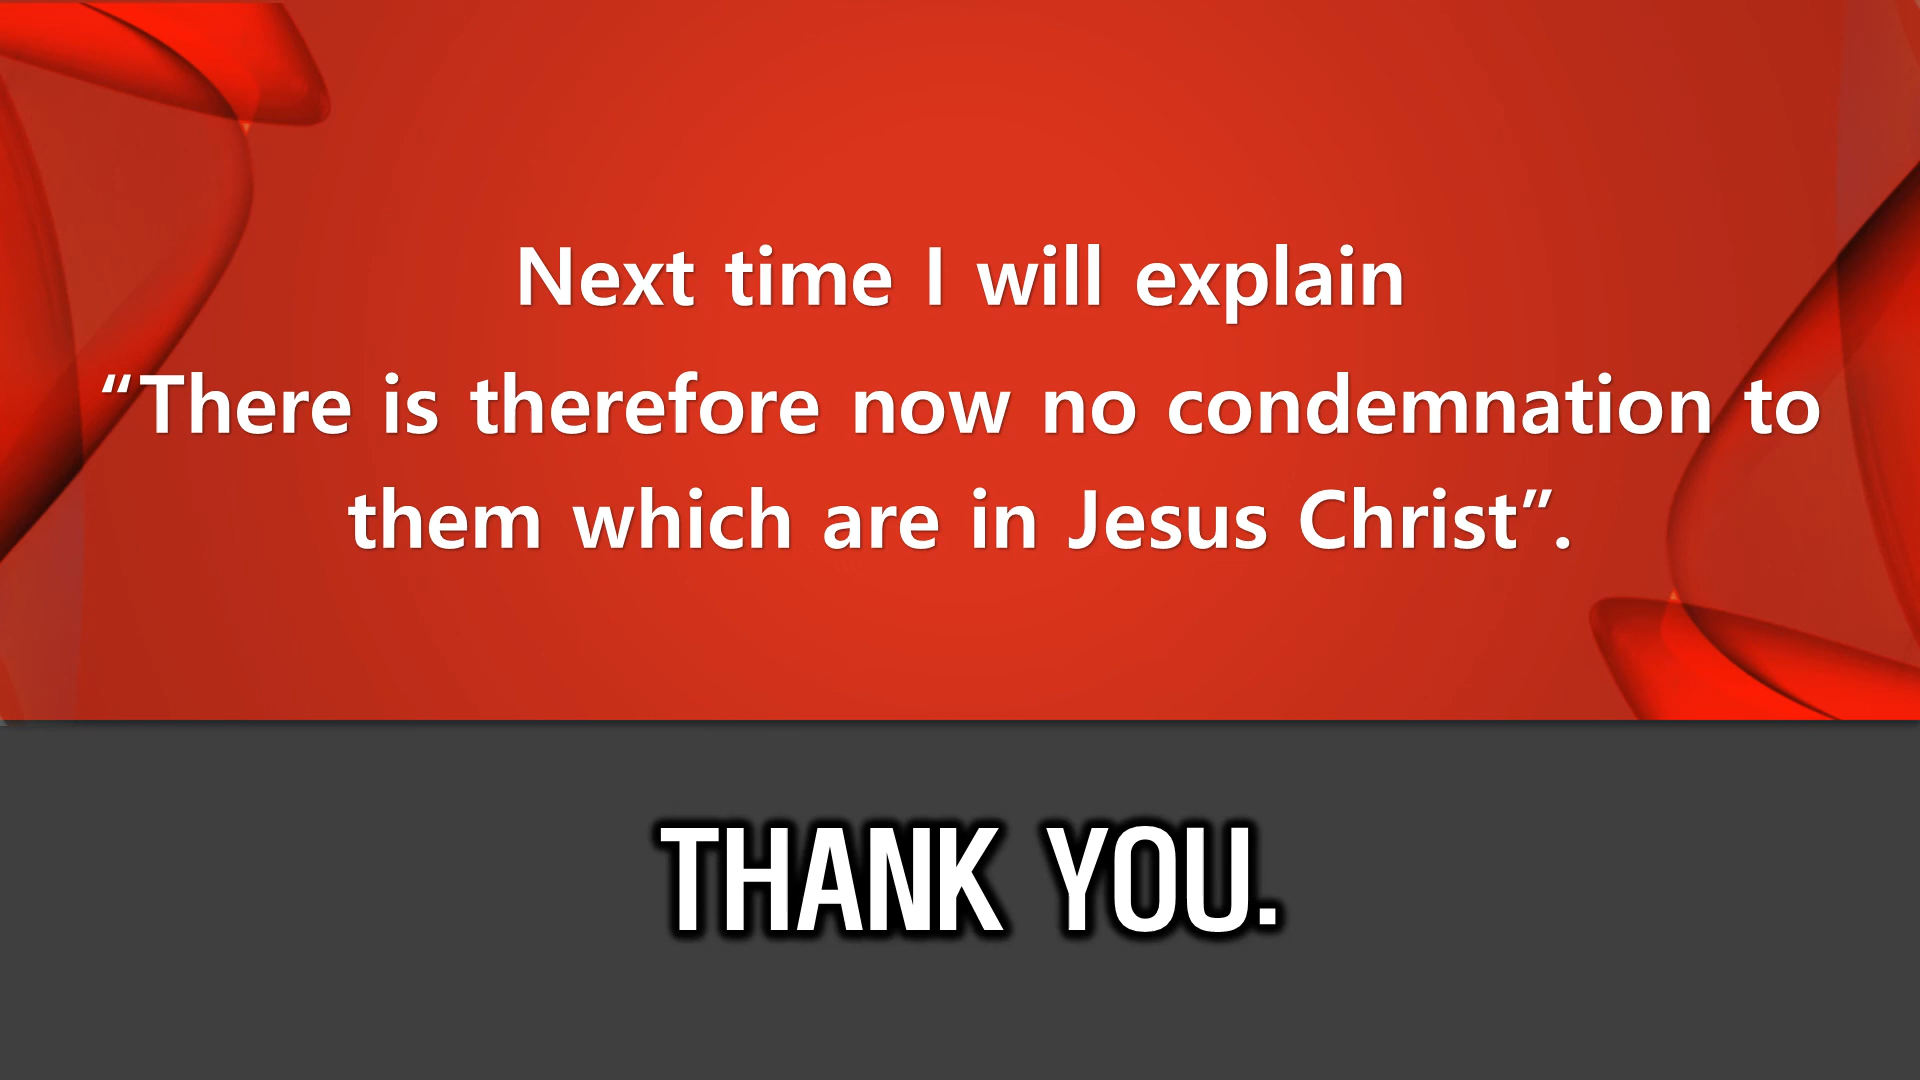 Next time I will explain
“There is therefore now no condemnation to
them which are in Jesus Christ”.
THANK YOU.